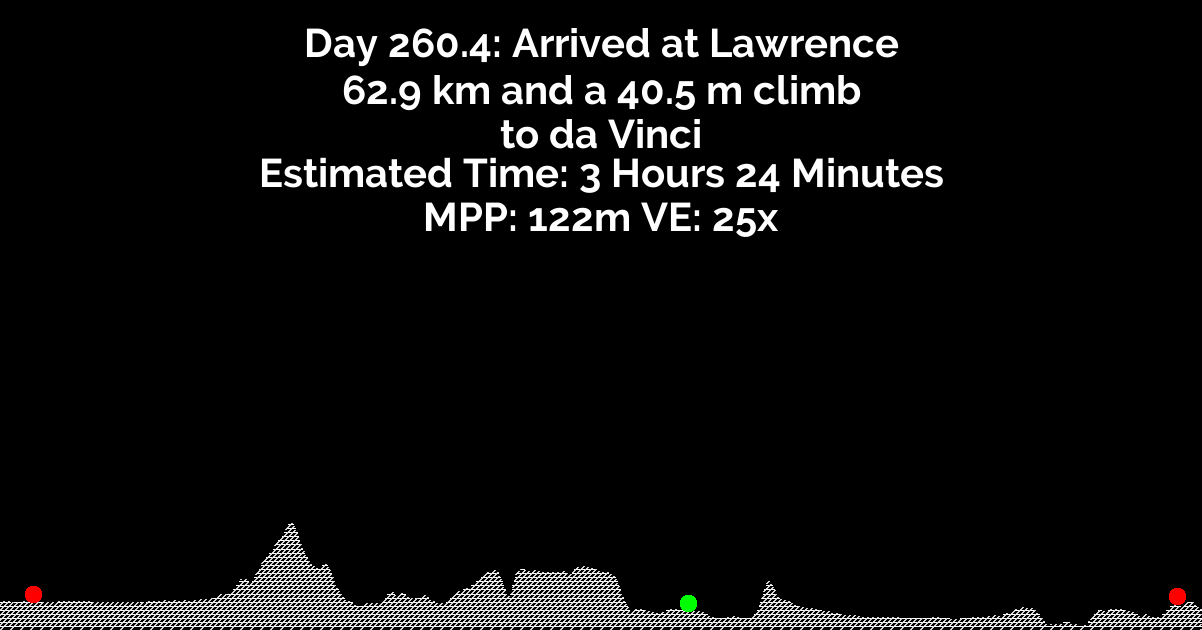 Day 260.4: Arrived at Lawrence
62.9 km and a 40.5 m climb
to da Vinci
Estimated Time: 3 Hours 24 Minutes
MPP: 122m VE: 25x